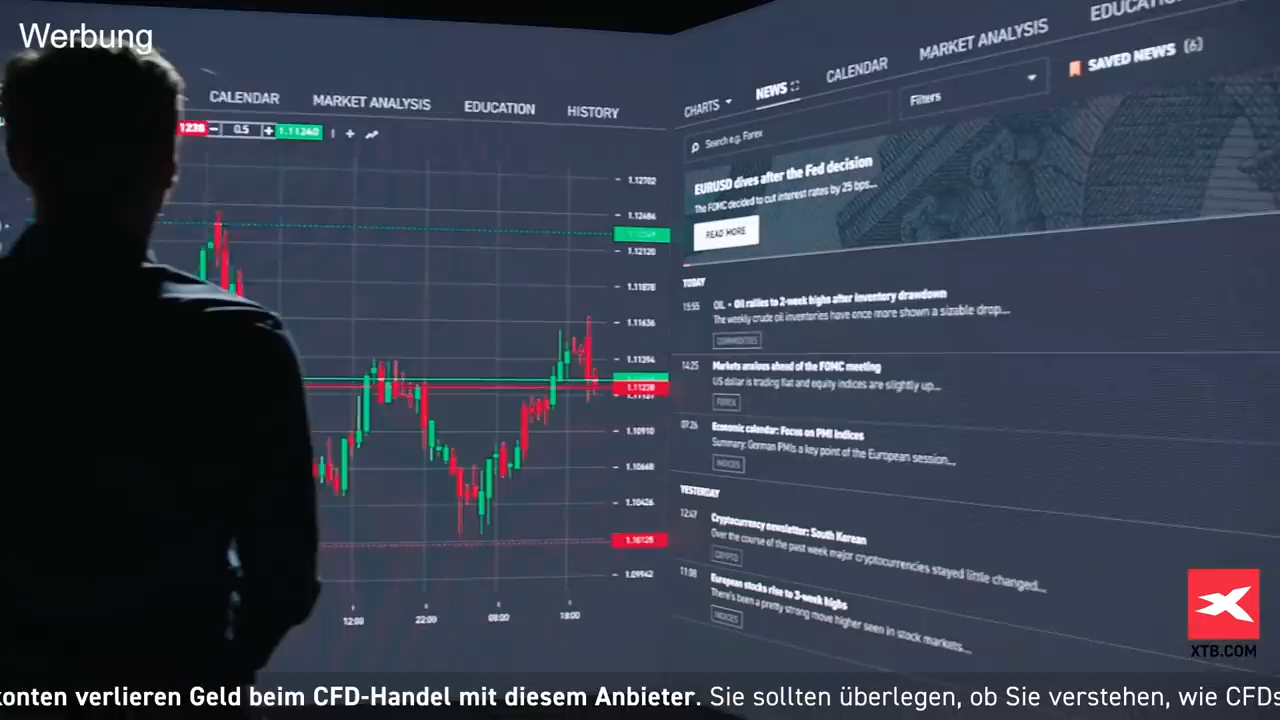 Werbung
CALENDAR MARKET ANALYSIS EDUCATION HISTORY
0.5 1.11240
1.12702
1.12484
1.12120
1.11878
1.11636
1.11394
1.11238
1.10910
1.10668
1.10426
1.10125
1.09942
12:00 22:00 08:00 18:00
CHARTS NEWS CALENDAR MARKET ANALYSIS
Search e.g. Forex
Filters
SAVED NEWS (6)
EURUSD dives after the Fed decision
The FOMC decided to cut interest rates by 25 bps...
READ MORE
TODAY
15:55 OIL • Oil rallies to 2-week highs after inventory drawdown
The weekly crude oil inventories have once more shown a sizable drop...
COMMODITIES
14:25 Markets anxious ahead of the FOMC meeting
US dollar is trading flat and equity indices are slightly up...
FOREX
07:26 Economic calendar: Focus on PMI indices
Summary: German PMIs a key point of the European session...
INDICES
YESTERDAY
12:47 Cryptocurrency newsletter: South Korean
Over the course of the past week major cryptocurrencies stayed little changed...
CRYPTO
11:08 European stocks rise to 3-week highs
There's been a pretty strong move higher seen in stock markets...
INDICES
XTB.COM
konten verlieren Geld beim CFD-Handel mit diesem Anbieter. Sie sollten überlegen, ob Sie verstehen, wie CFDs